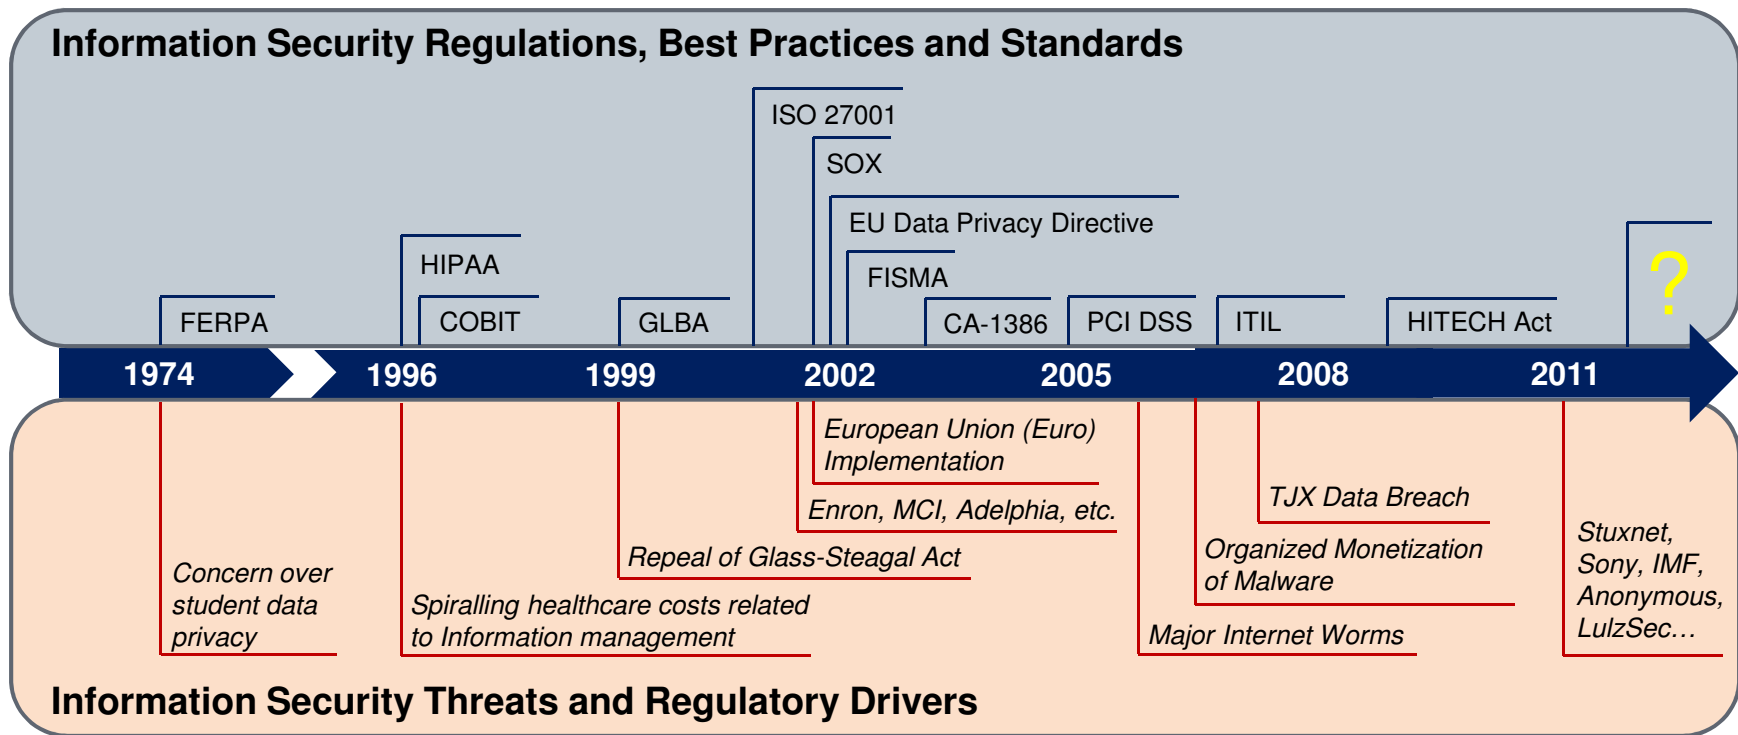 Information Security Regulations, Best Practices and Standards
ISO 27001
SOX
EU Data Privacy Directive
HIPAA
FISMA
FERPA
COBIT
GLBA
CA-1386
PCI DSS
ITIL
HITECH Act
?
1974
1996
1999
2002
2005
2008
2011
European Union (Euro)
Implementation
Enron, MCI, Adelphia, etc.
Repeal of Glass-Steagal Act
Concern over
student data
privacy
Spiralling healthcare costs related
to Information management
TJX Data Breach
Organized Monetization
of Malware
Major Internet Worms
Stuxnet,
Sony, IMF,
Anonymous,
LulzSec…
Information Security Threats and Regulatory Drivers